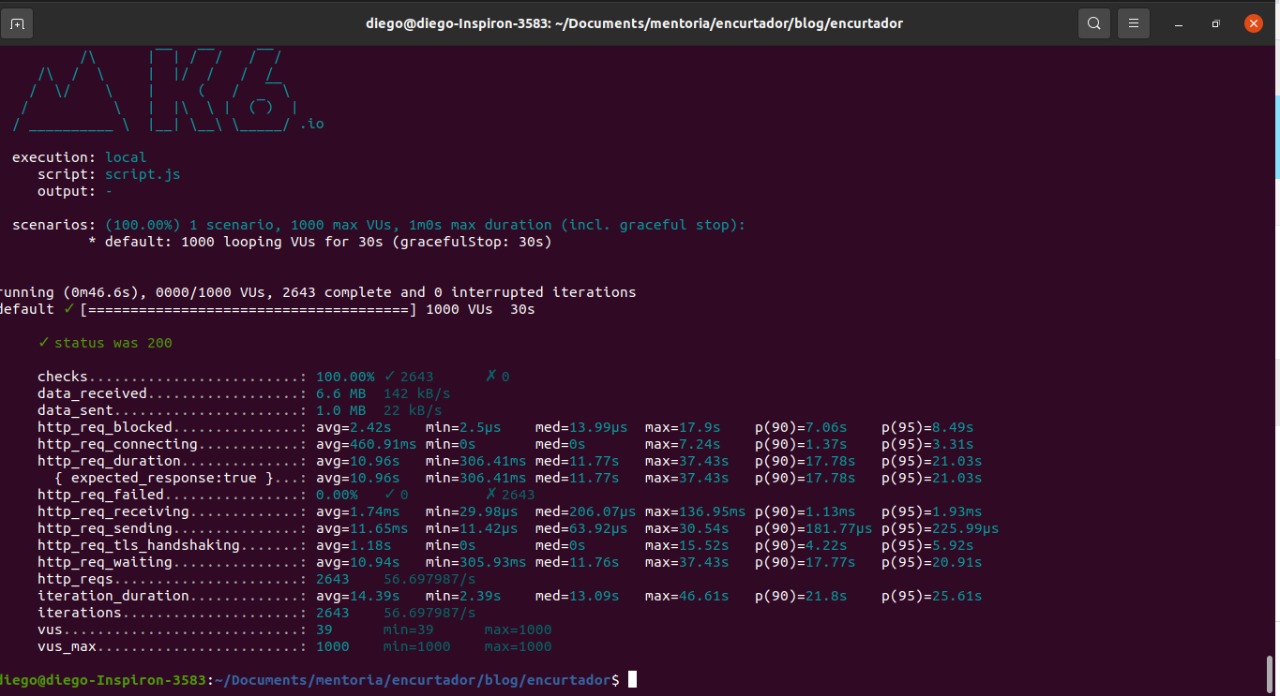 diego@diego-Inspiron-3583: ~/Documents/mentoria/encurtador/blog/encurtador
          /\      |‾‾| /‾‾/   /‾‾/
     /\  /  \     |  |/  /   /  /
    /  \/    \    |     (   /   ‾‾\
   /          \   |  |\  \ |  (‾)  |
  / __________ \  |__| \__\ \_____/ .io
execution: local
script: script.js
output: -
scenarios: (100.00%) 1 scenario, 1000 max VUs, 1m0s max duration (incl. graceful stop):
* default: 1000 looping VUs for 30s (gracefulStop: 30s)
running (0m46.6s), 0000/1000 VUs, 2643 complete and 0 interrupted iterations
default ✓ [======================================] 1000 VUs  30s
✓ status was 200
checks.........................: 100.00% ✓ 2643      ✗ 0
data_received..................: 6.6 MB  142 kB/s
data_sent......................: 1.0 MB  22 kB/s
http_req_blocked...............: avg=2.42s    min=2.5µs    med=13.99µs  max=17.9s    p(90)=7.06s    p(95)=8.49s
http_req_connecting............: avg=460.91ms min=0s       med=0s       max=7.24s    p(90)=1.37s    p(95)=3.31s
http_req_duration..............: avg=10.96s   min=306.41ms med=11.77s   max=37.43s   p(90)=17.78s   p(95)=21.03s
{ expected_response:true }...: avg=10.96s   min=306.41ms med=11.77s   max=37.43s   p(90)=17.78s   p(95)=21.03s
http_req_failed................: 0.00%   ✓ 0         ✗ 2643
http_req_receiving.............: avg=1.74ms   min=29.98µs  med=206.07µs max=136.95ms p(90)=1.13ms   p(95)=1.93ms
http_req_sending...............: avg=11.65ms  min=11.42µs  med=63.92µs  max=30.54s   p(90)=181.77µs p(95)=225.99µs
http_req_tls_handshaking.......: avg=1.18s    min=0s       med=0s       max=15.52s   p(90)=4.22s    p(95)=5.92s
http_req_waiting...............: avg=10.94s   min=305.93ms med=11.76s   max=37.43s   p(90)=17.77s   p(95)=20.91s
http_reqs......................: 2643    56.697987/s
iteration_duration.............: avg=14.39s   min=2.39s    med=13.09s   max=46.61s   p(90)=21.8s    p(95)=25.61s
iterations.....................: 2643    56.697987/s
vus............................: 39      min=39      max=1000
vus_max........................: 1000    min=1000    max=1000
diego@diego-Inspiron-3583:~/Documents/mentoria/encurtador/blog/encurtador$